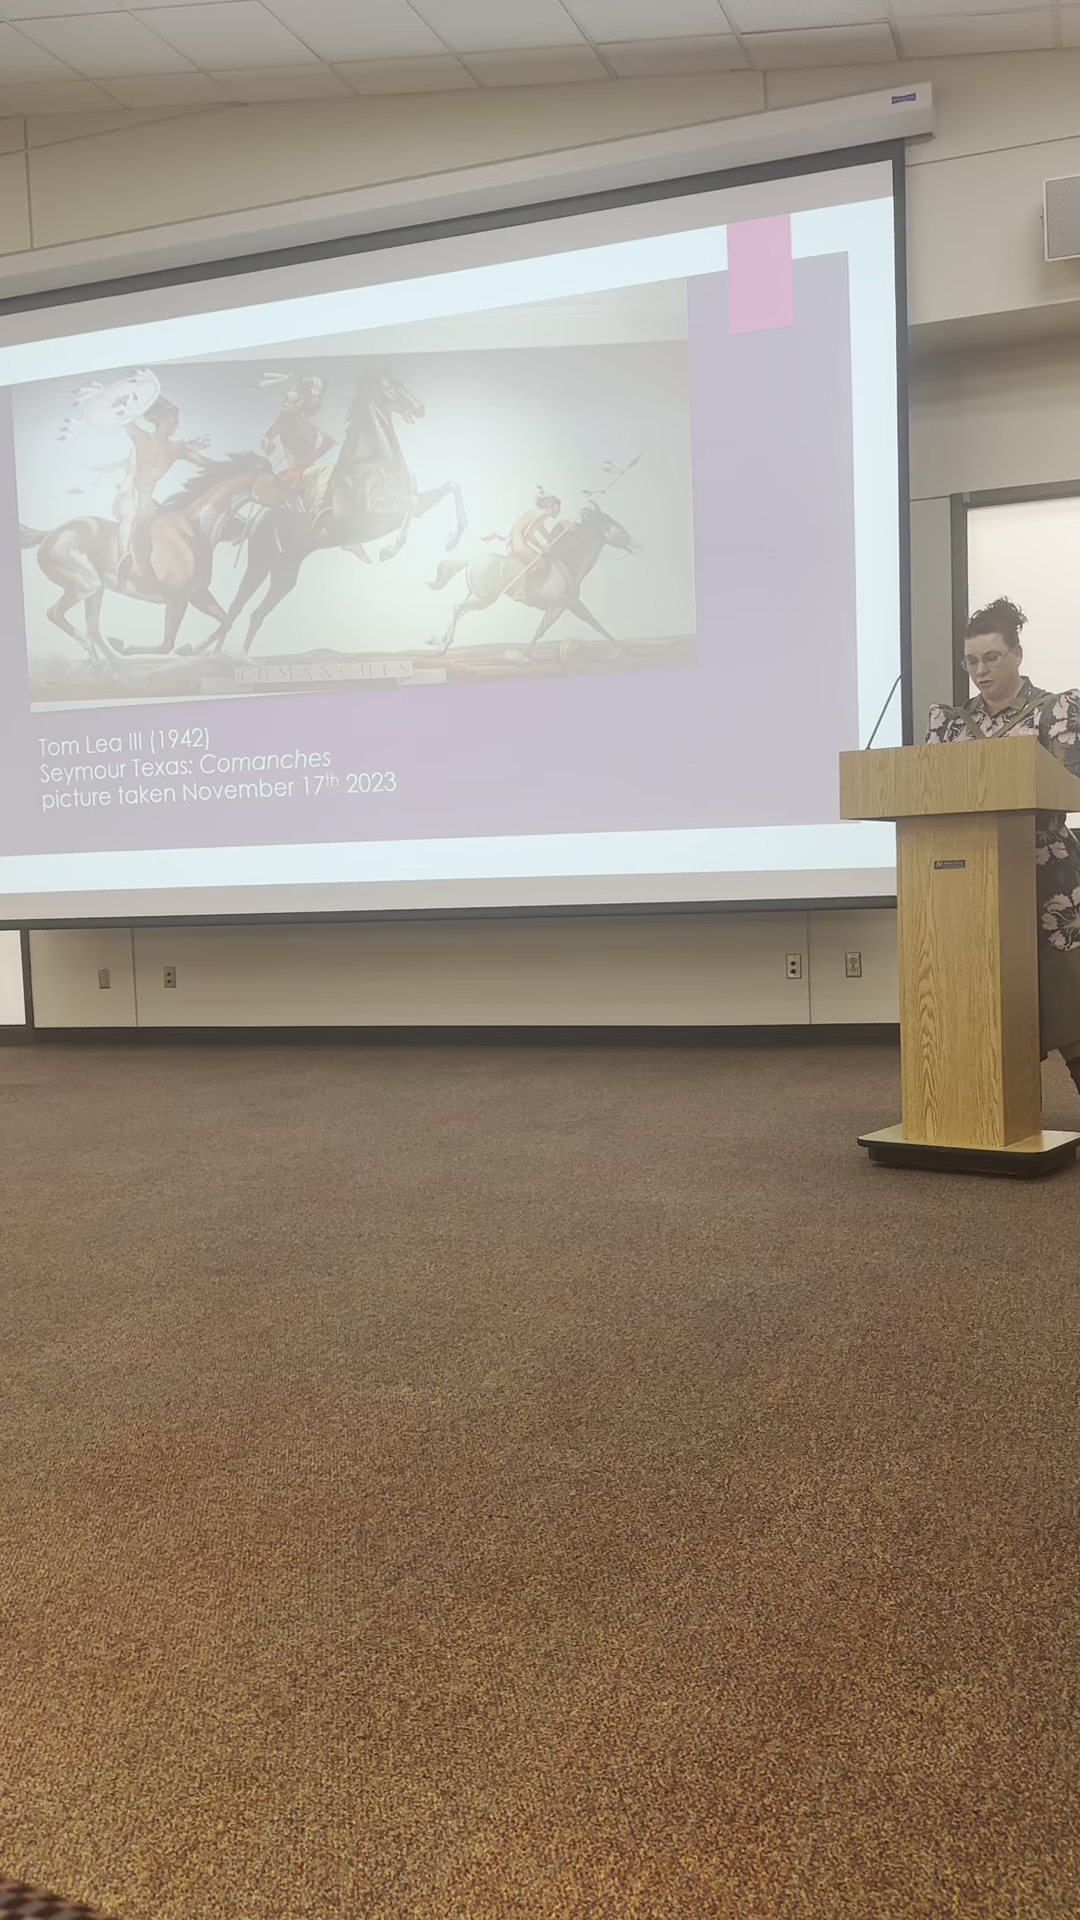 COMANCHES
Tom Lea III (1942)
Seymour Texas: Comanches
picture taken November 17th 2023